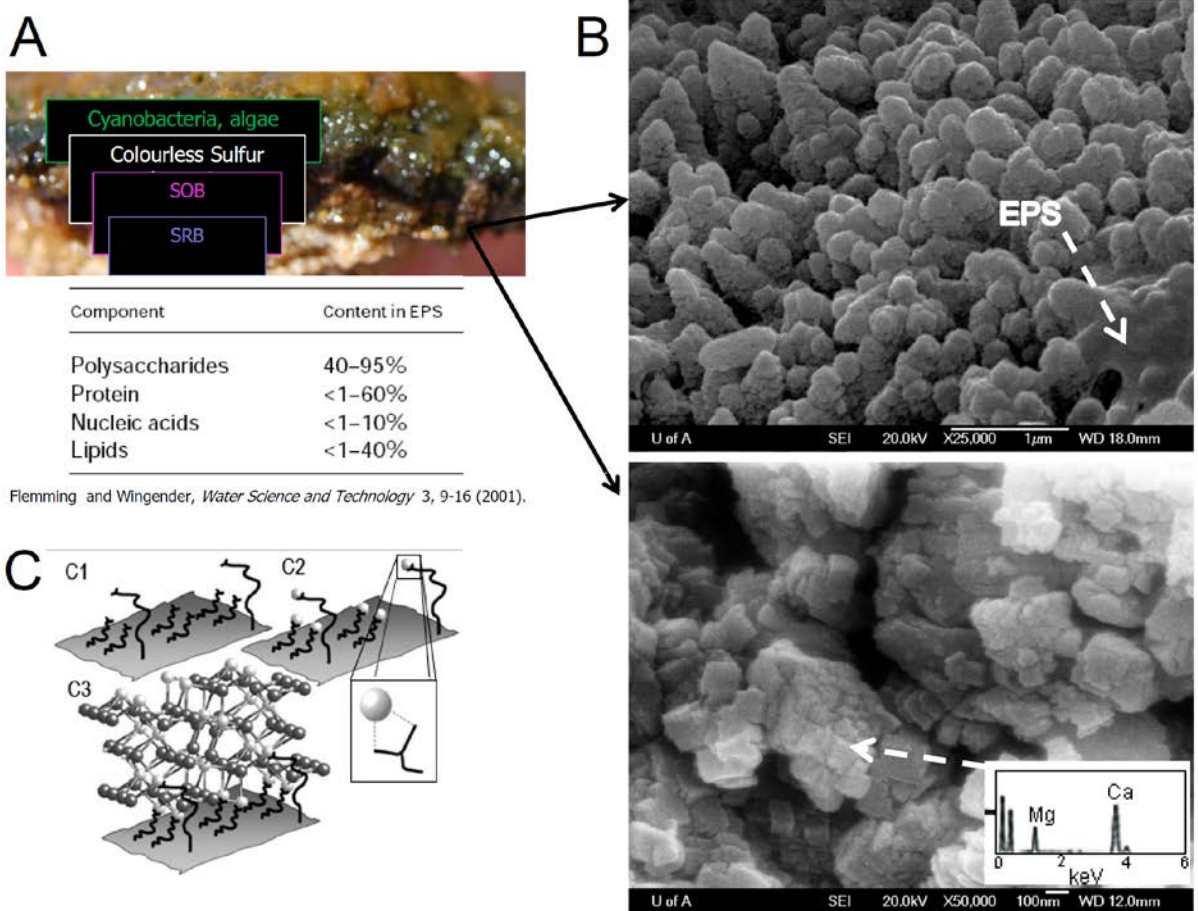 A
Cyanobacteria, algae
Colourless Sulfur
SOB
SRB
Component Content in EPS
Polysaccharides 40–95%
Protein <1–60%
Nucleic acids <1–10%
Lipids <1–40%
Flemming and Wingender, Water Science and Technology 3, 9-16 (2001).
B
EPS
U of A SEI 20.0kV X25,000 1µm WD 18.0mm
C
C1
C2
C3
Mg
Ca
0 2 4 6
keV
U of A SEI 20.0kV X50,000 100nm WD 12.0mm